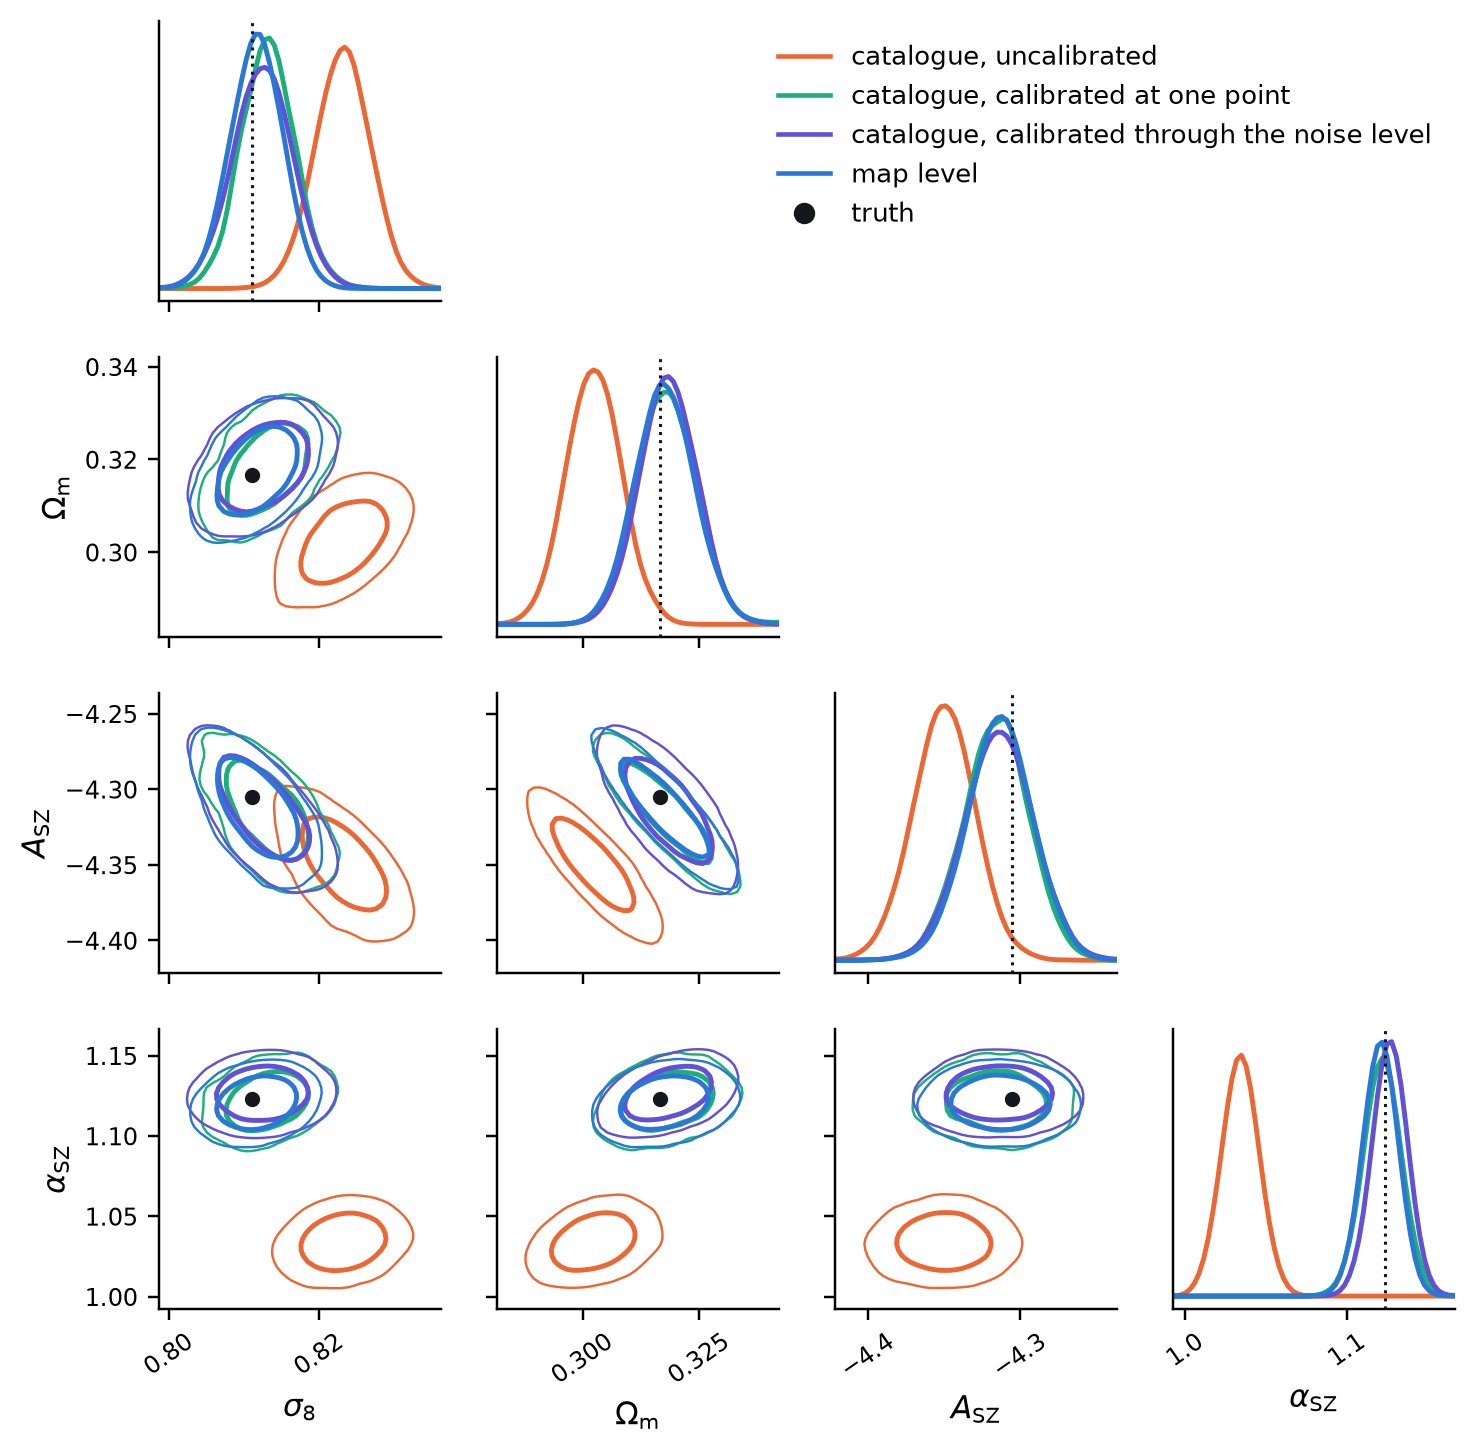 catalogue, uncalibrated
catalogue, calibrated at one point
catalogue, calibrated through the noise level
map level
truth
0.34
0.32
0.30
Ωm
−4.25
−4.30
−4.35
−4.40
ASZ
1.15
1.10
1.05
1.00
αSZ
0.80 0.82 0.300 0.325 −4.4 −4.3 1.0 1.1
σ8 Ωm ASZ αSZ